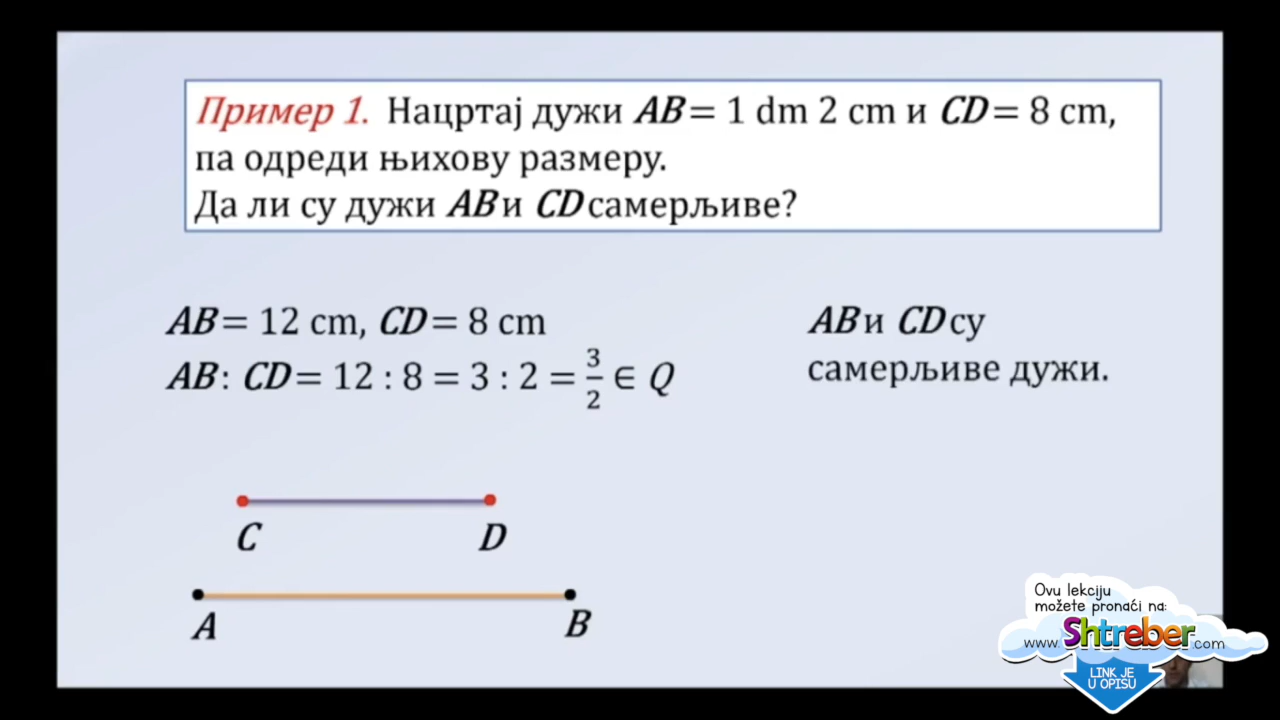 Пример 1. Нацртај дужи AB = 1 dm 2 cm и CD = 8 cm,
па одреди њихову размеру.
Да ли су дужи AB и CD самерљиве?
AB = 12 cm, CD = 8 cm
AB : CD = 12 : 8 = 3 : 2 = 3/2 ∈ Q
AB и CD су
самерљиве дужи.
C D
A B
Ovu lekciju
možete pronaći na:
www.Shtreber.com
LINK JE
U OPISU